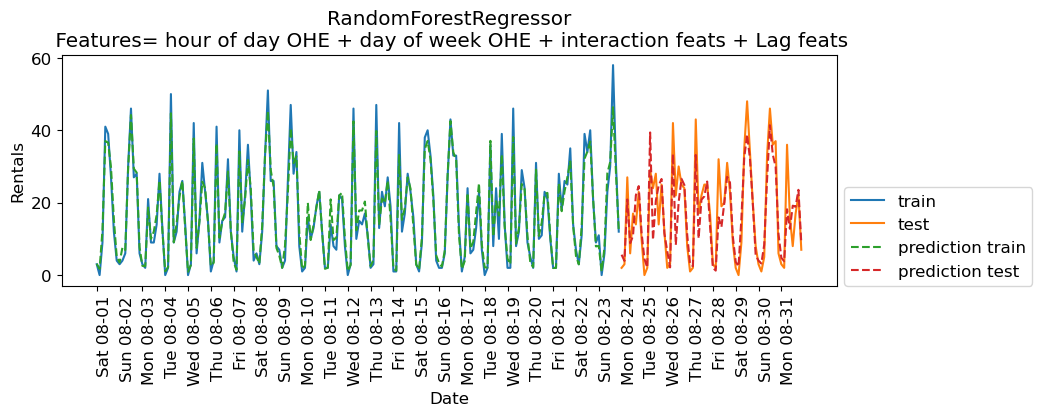 RandomForestRegressor
Features= hour of day OHE + day of week OHE + interaction feats + Lag feats
60
40
20
0
Rentals
Sat 08-01
Sun 08-02
Mon 08-03
Tue 08-04
Wed 08-05
Thu 08-06
Fri 08-07
Sat 08-08
Sun 08-09
Mon 08-10
Tue 08-11
Wed 08-12
Thu 08-13
Fri 08-14
Sat 08-15
Sun 08-16
Mon 08-17
Tue 08-18
Wed 08-19
Thu 08-20
Fri 08-21
Sat 08-22
Sun 08-23
Mon 08-24
Tue 08-25
Wed 08-26
Thu 08-27
Fri 08-28
Sat 08-29
Sun 08-30
Mon 08-31
Date
train
test
prediction train
prediction test